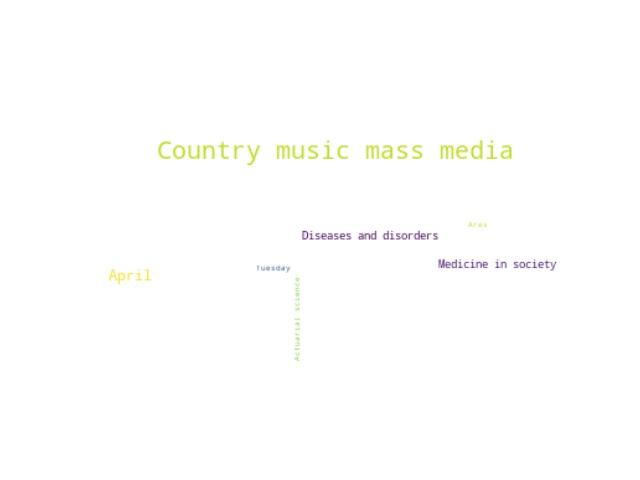 Country music mass media
Ares
Diseases and disorders
Medicine in society
Tuesday
April
Actuarial science